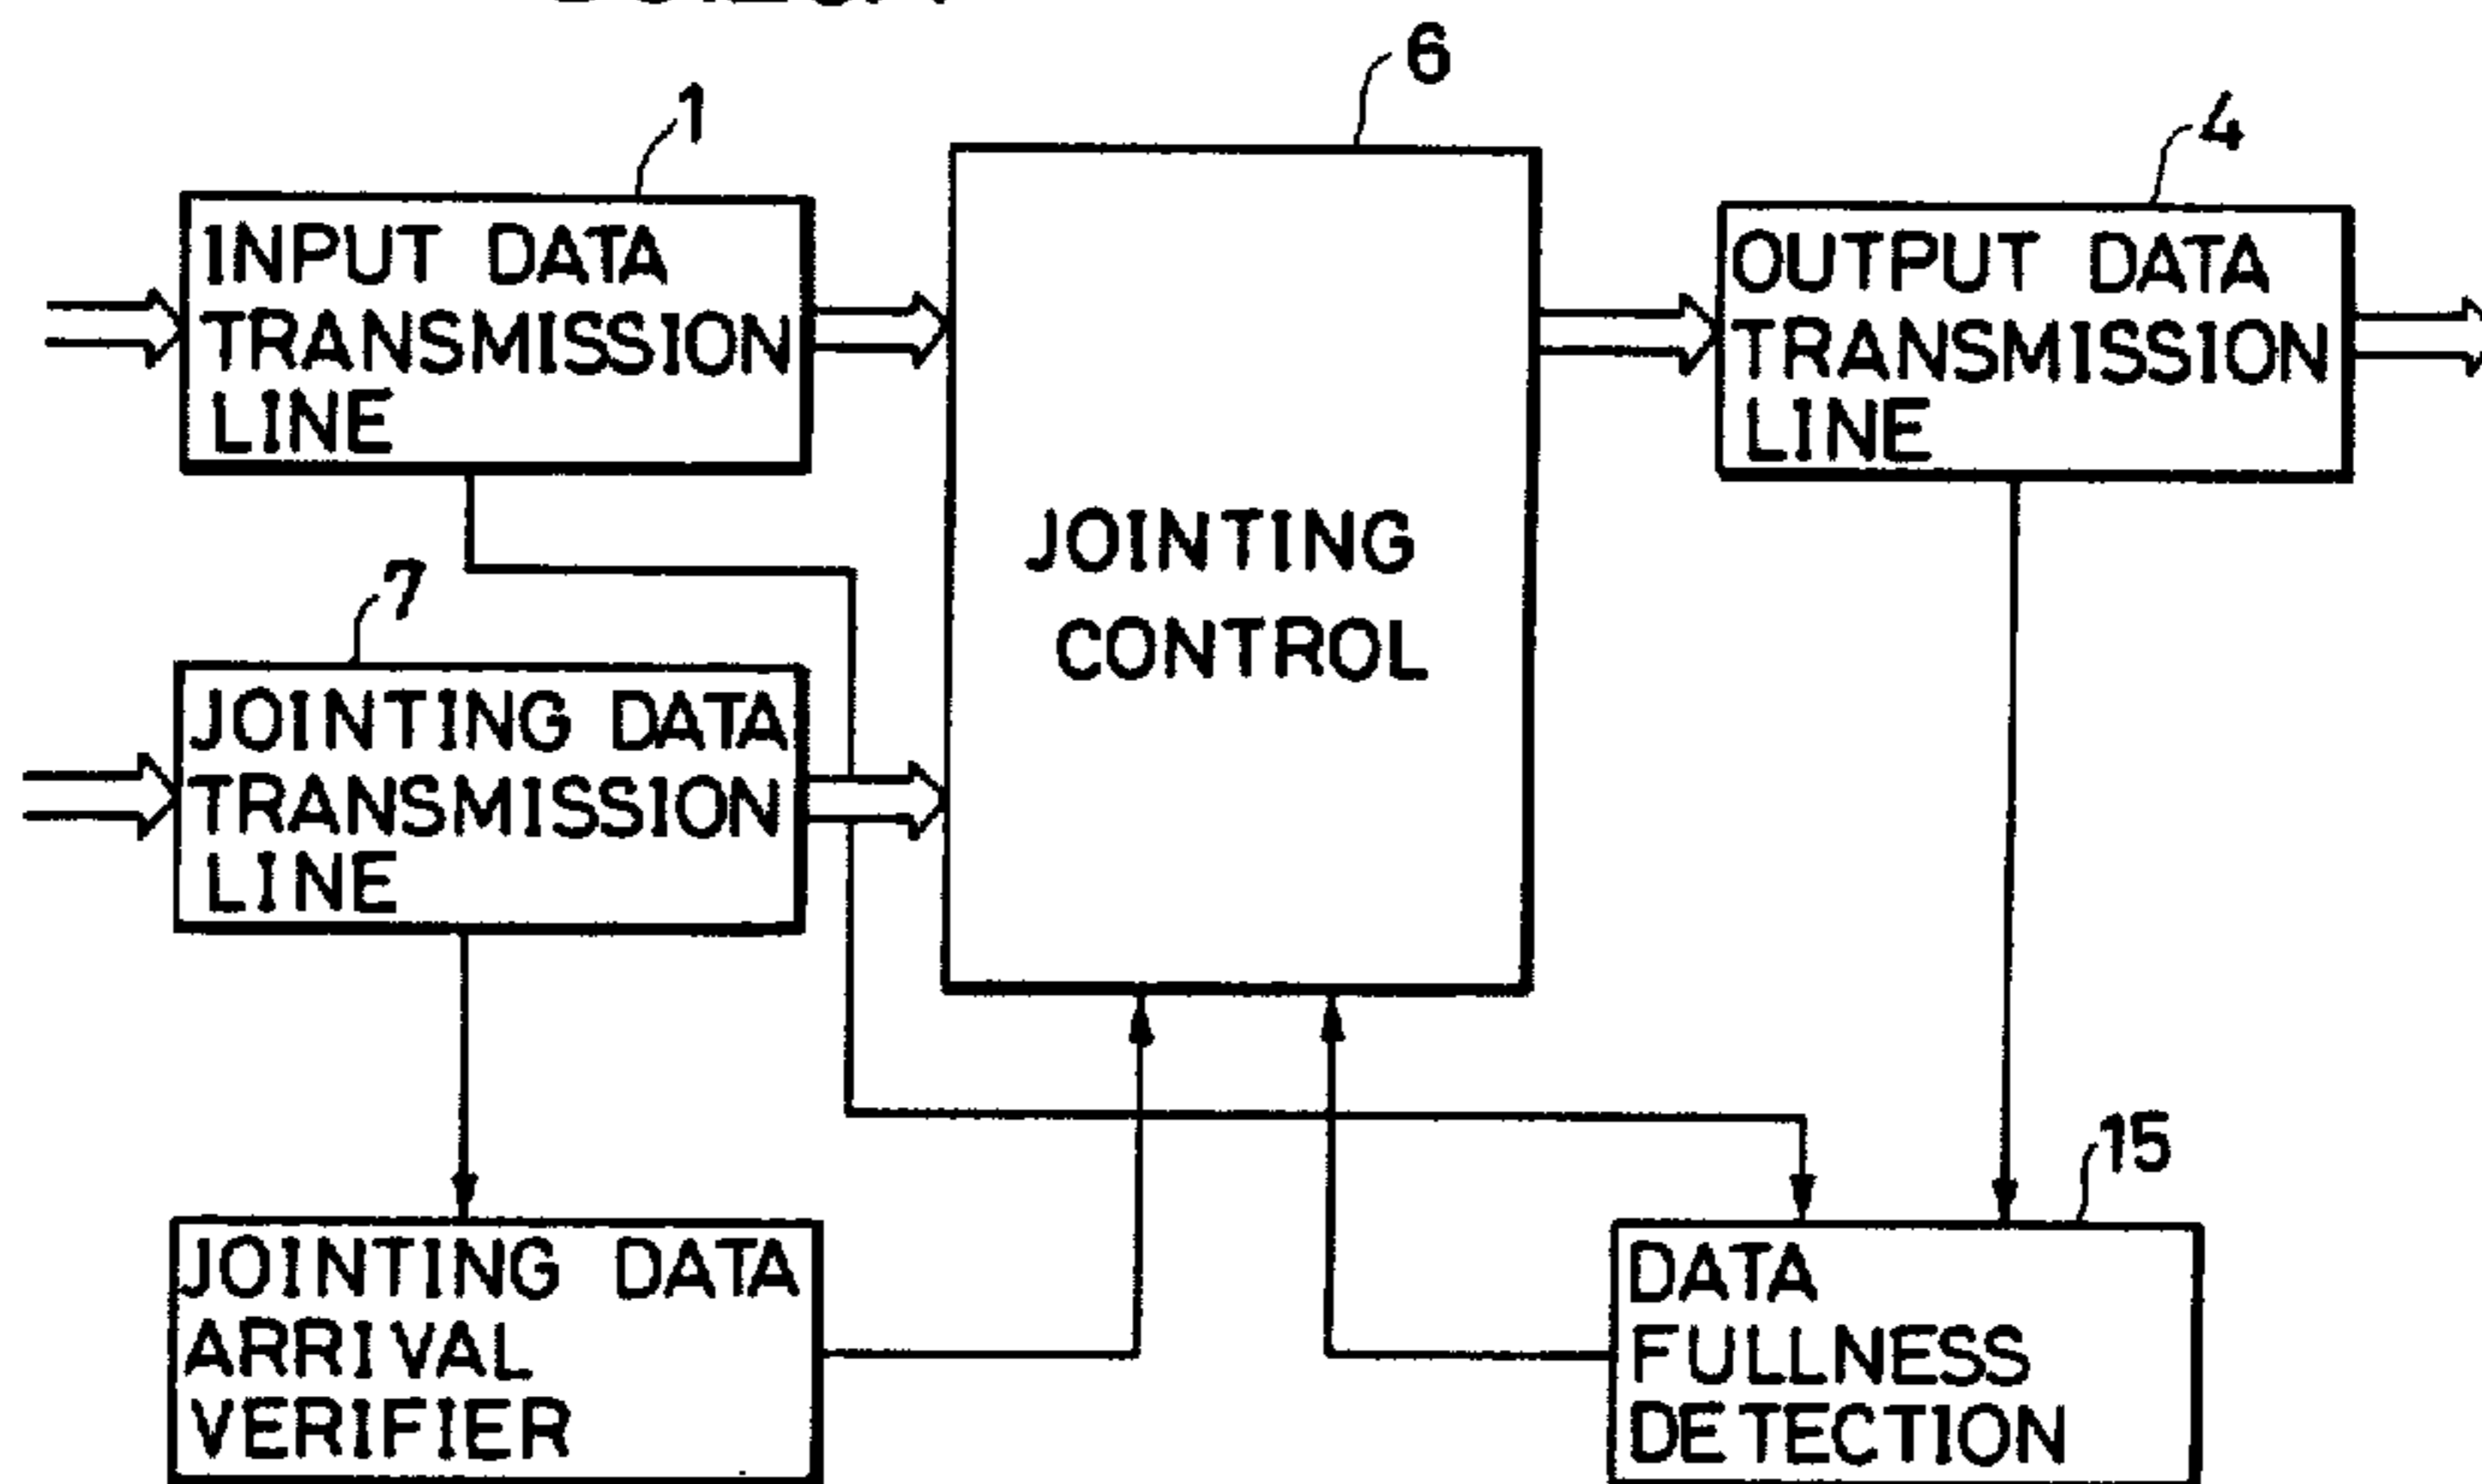 6
1
4
INPUT DATA
TRANSMISSION
LINE
OUTPUT DATA
TRANSMISSION
LINE
JOINTING
CONTROL
7
JOINTING DATA
TRANSMISSION
LINE
15
JOINTING DATA
ARRIVAL
VERIFIER
DATA
FULLNESS
DETECTION